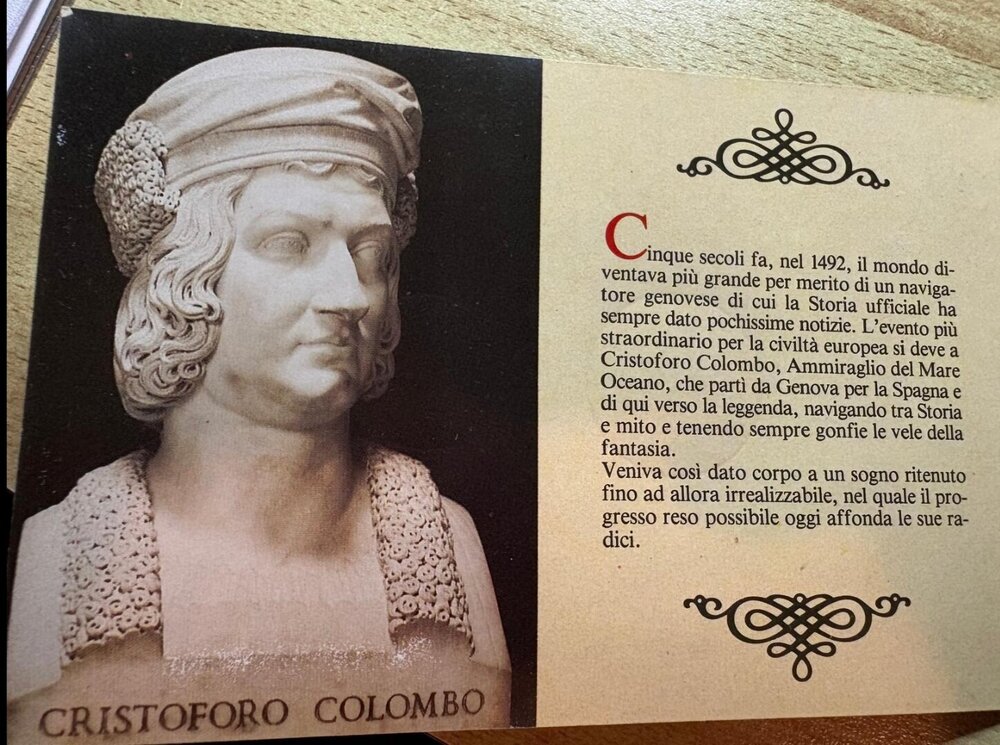 CRISTOFORO COLOMBO
Cinque secoli fa, nel 1492, il mondo di-
ventava più grande per merito di un naviga-
tore genovese di cui la Storia ufficiale ha
sempre dato pochissime notizie. L'evento più
straordinario per la civiltà europea si deve a
Cristoforo Colombo, Ammiraglio del Mare
Oceano, che partì da Genova per la Spagna e
di qui verso la leggenda, navigando tra Storia
e mito e tenendo sempre gonfie le vele della
fantasia.
Veniva così dato corpo a un sogno ritenuto
fino ad allora irrealizzabile, nel quale il pro-
gresso reso possibile oggi affonda le sue ra-
dici.